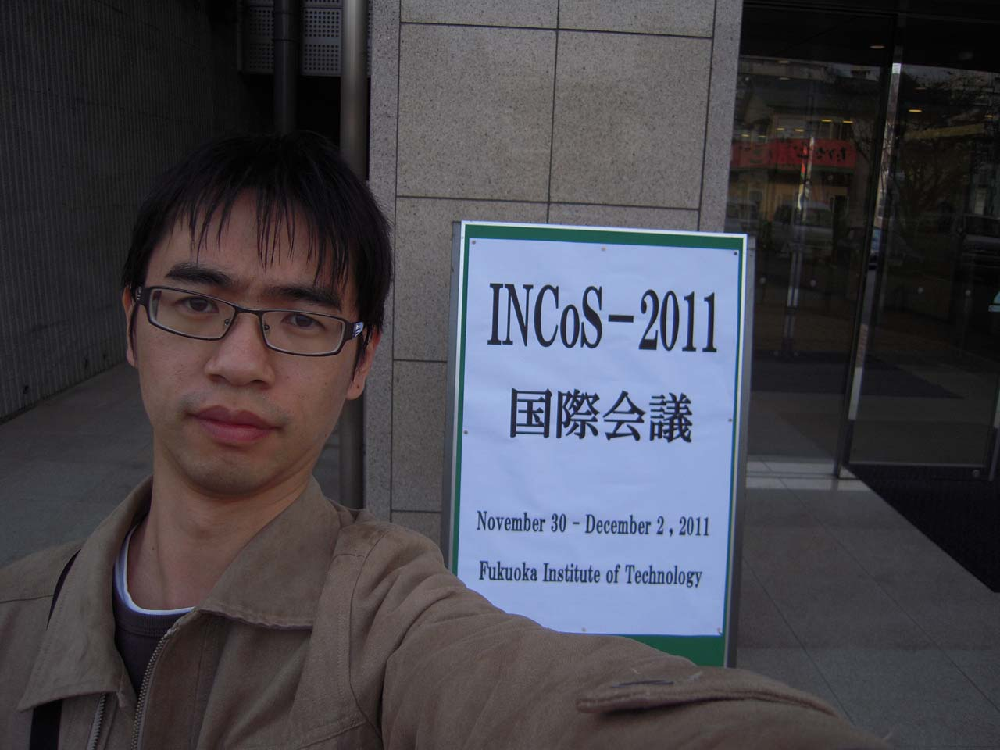 INCoS－2011
国際会議
November 30 - December 2 , 2011
Fukuoka Institute of Technology